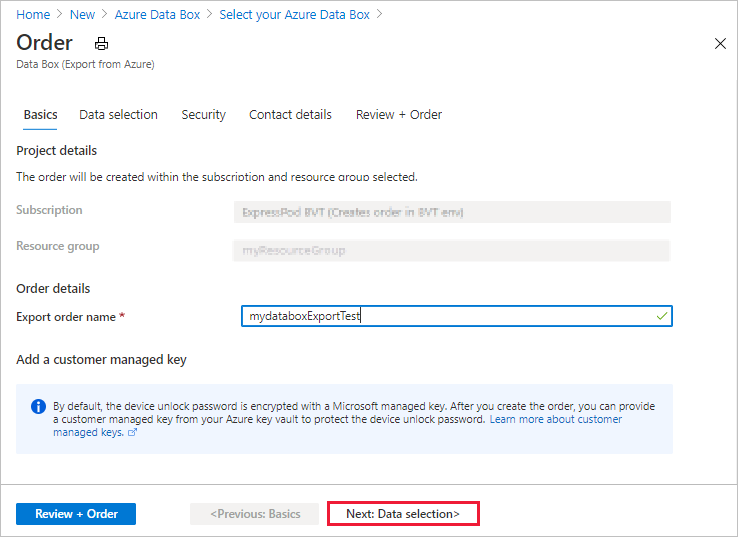 Home > New > Azure Data Box > Select your Azure Data Box >
Order
Data Box (Export from Azure)
Basics Data selection Security Contact details Review + Order
Project details
The order will be created within the subscription and resource group selected.
Subscription ExpressPod BVT (Creates order in BVT env)
Resource group myResourceGroup
Order details
Export order name * mydataboxExportTest
Add a customer managed key
By default, the device unlock password is encrypted with a Microsoft managed key. After you create the order, you can provide
a customer managed key from your Azure key vault to protect the device unlock password. Learn more about customer
managed keys.
Review + Order <Previous: Basics Next: Data selection>